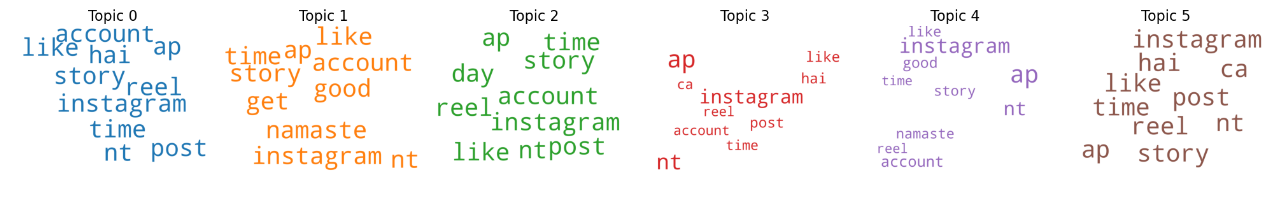 Topic 0
account
like hai ap
story
reel
instagram
time
nt post
Topic 1
like
time ap
account
story
good
get
namaste
instagram nt
Topic 2
ap time
story
day
account
reel
instagram
like nt post
Topic 3
like
ap
hai
ca
instagram
reel
post
account
time
nt
Topic 4
like
instagram
good
ap
time
story
nt
namaste
reel
account
Topic 5
instagram
hai
ca
like
post
time
reel nt
ap
story